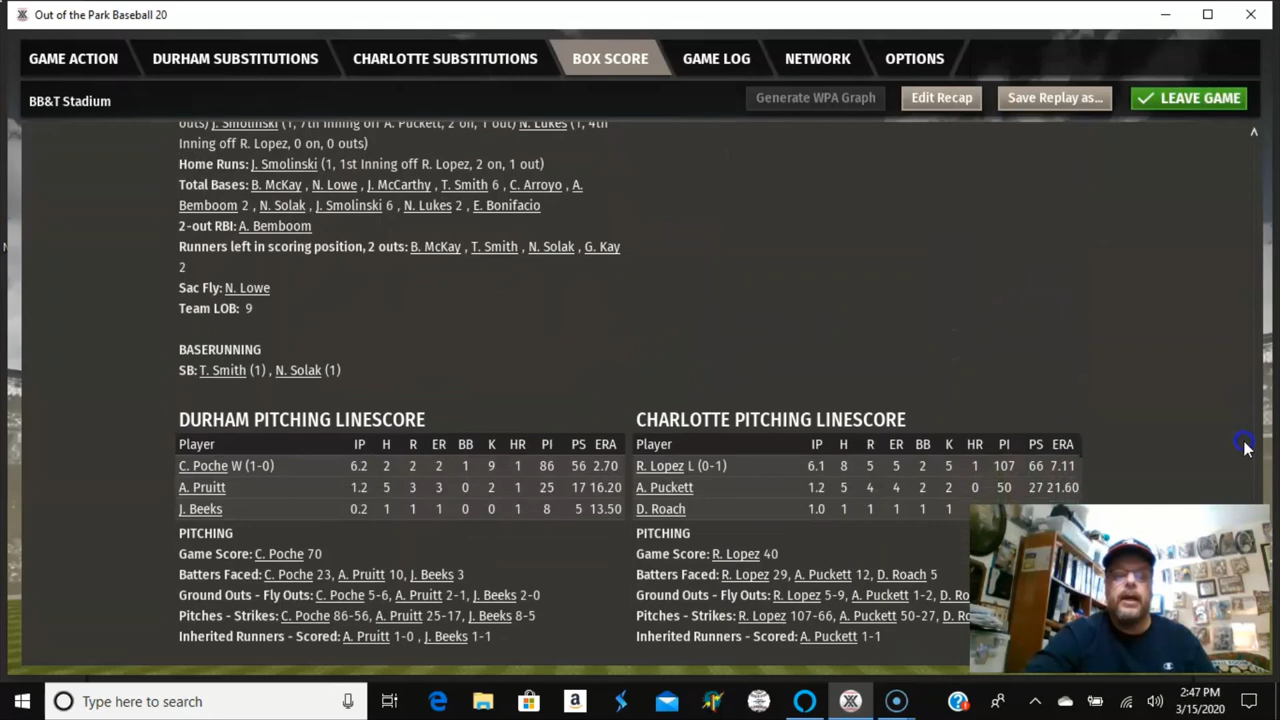 Out of the Park Baseball 20
GAME ACTION DURHAM SUBSTITUTIONS CHARLOTTE SUBSTITUTIONS BOX SCORE GAME LOG NETWORK OPTIONS
BB&T Stadium Generate WPA Graph Edit Recap Save Replay as... LEAVE GAME
outs) J. Smolinski (1, 7th Inning off A. Puckett, 2 on, 1 out) N. Lukes (1, 4th
Inning off R. Lopez, 0 on, 0 outs)
Home Runs: J. Smolinski (1, 1st Inning off R. Lopez, 2 on, 1 out)
Total Bases: B. McKay , N. Lowe , J. McCarthy , T. Smith 6 , C. Arroyo , A.
Bemboom 2 , N. Solak , J. Smolinski 6 , N. Lukes 2 , E. Bonifacio
2-out RBI: A. Bemboom
Runners left in scoring position, 2 outs: B. McKay , T. Smith , N. Solak , G. Kay
2
Sac Fly: N. Lowe
Team LOB: 9
BASERUNNING
SB: T. Smith (1) , N. Solak (1)
DURHAM PITCHING LINESCORE
Player IP H R ER BB K HR PI PS ERA
C. Poche W (1-0) 6.2 2 2 2 1 9 1 86 56 2.70
A. Pruitt 1.2 5 3 3 0 2 1 25 17 16.20
J. Beeks 0.2 1 1 1 0 0 1 8 5 13.50
PITCHING
Game Score: C. Poche 70
Batters Faced: C. Poche 23, A. Pruitt 10, J. Beeks 3
Ground Outs - Fly Outs: C. Poche 5-6, A. Pruitt 2-1, J. Beeks 2-0
Pitches - Strikes: C. Poche 86-56, A. Pruitt 25-17, J. Beeks 8-5
Inherited Runners - Scored: A. Pruitt 1-0 , J. Beeks 1-1
CHARLOTTE PITCHING LINESCORE
Player IP H R ER BB K HR PI PS ERA
R. Lopez L (0-1) 6.1 8 5 5 2 5 1 107 66 7.11
A. Puckett 1.2 5 4 4 2 2 0 50 27 21.60
D. Roach 1.0 1 1 1 1 1
PITCHING
Game Score: R. Lopez 40
Batters Faced: R. Lopez 29, A. Puckett 12, D. Roach 5
Ground Outs - Fly Outs: R. Lopez 5-9, A. Puckett 1-2, D. Ro
Pitches - Strikes: R. Lopez 107-66, A. Puckett 50-27, D. Ro
Inherited Runners - Scored: A. Puckett 1-1
Type here to search
2:47 PM
3/15/2020